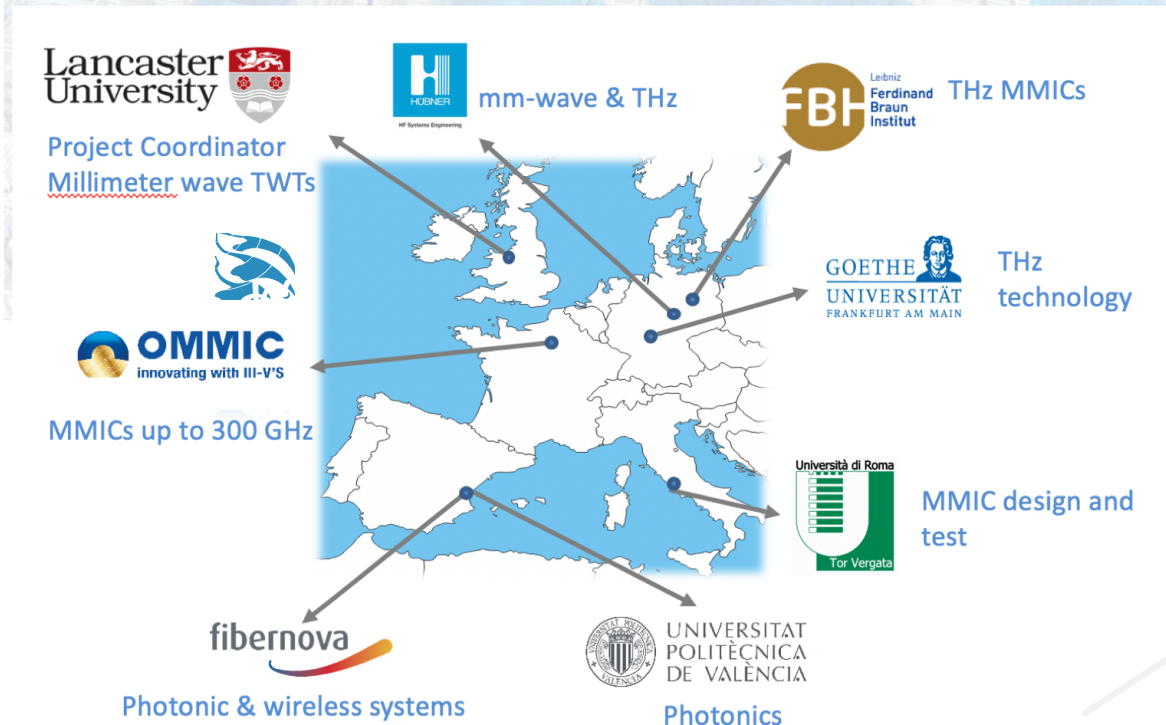 Lancaster
University
Project Coordinator
Millimeter wave TWTs
HÜBNER
HF Systems Engineering
mm-wave & THz
FBH
Leibniz
Ferdinand
Braun
Institut
THz MMICs
GOETHE
UNIVERSITÄT
FRANKFURT AM MAIN
THz
technology
OMMIC
innovating with III-V'S
MMICs up to 300 GHz
Università di Roma
Tor Vergata
MMIC design and
test
fibernova
Photonic & wireless systems
UNIVERSITAT
POLITÈCNICA
DE VALÈNCIA
Photonics